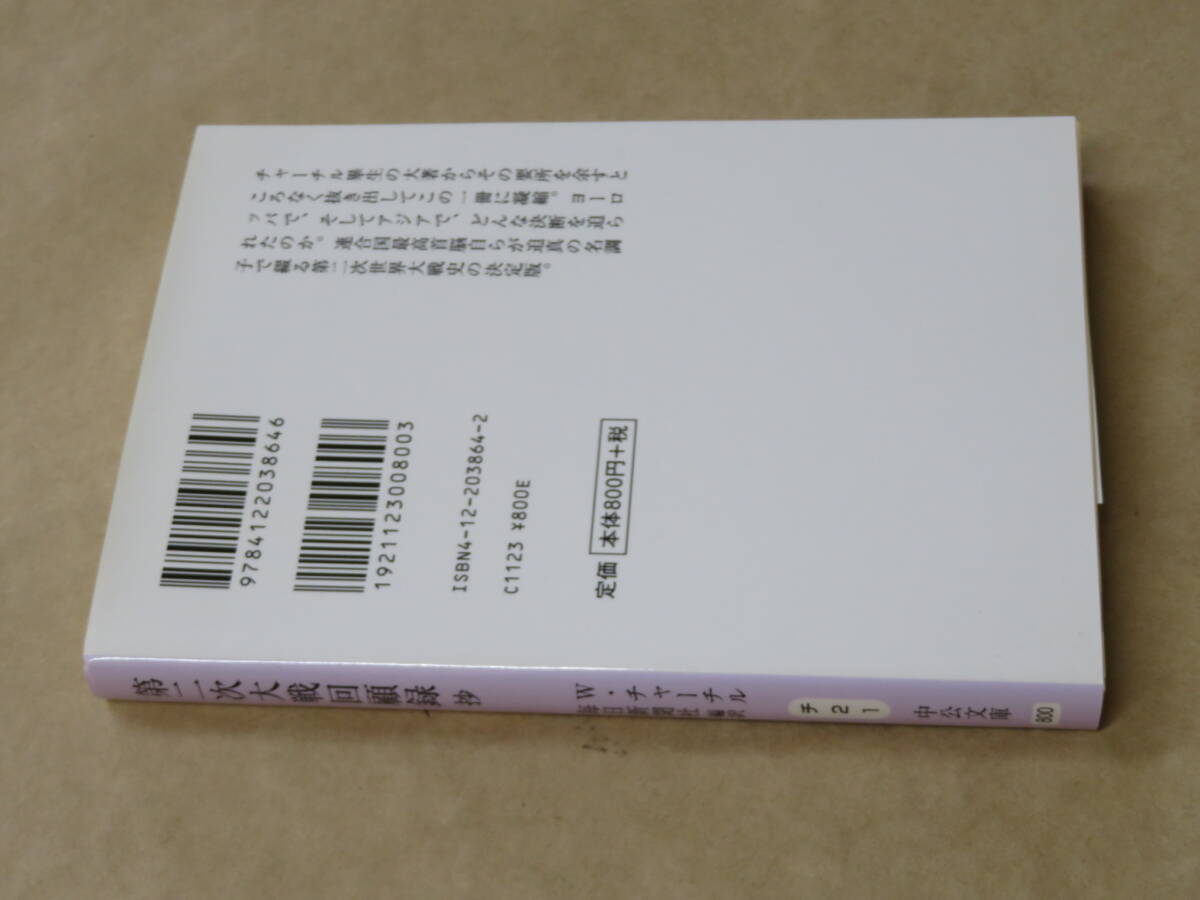 チャーチル畢生の大著からその要所を余すと
ころなく抜き出してこの一冊に凝縮。ヨーロ
ッパで、そしてアジアで、どんな決断を迫ら
れたのか。連合国最高首脳自らが迫真の名調
子で綴る第二次世界大戦史の決定版。
9784122038646
1921123008003
ISBN4-12-203864-2
C1123 ¥800E
定価 本体800円+税
第二次大戦回顧録 抄
W・チャーチル
毎日新聞社 編訳
チ 2 1
中公文庫
800